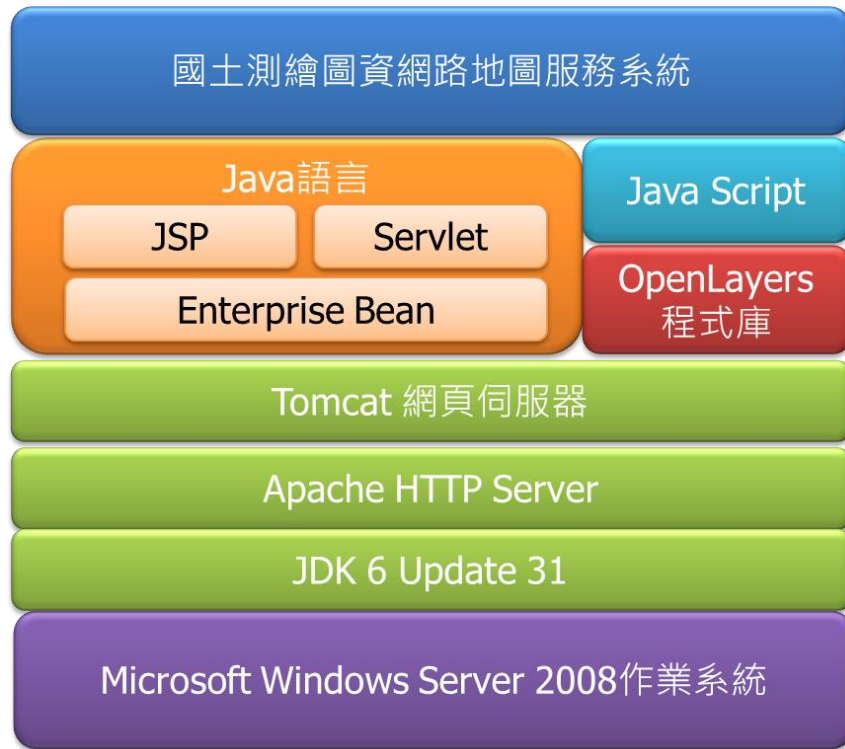 國土測繪圖資網路地圖服務系統
Java語言
JSP
Servlet
Enterprise Bean
Java Script
OpenLayers
程式庫
Tomcat 網頁伺服器
Apache HTTP Server
JDK 6 Update 31
Microsoft Windows Server 2008作業系統